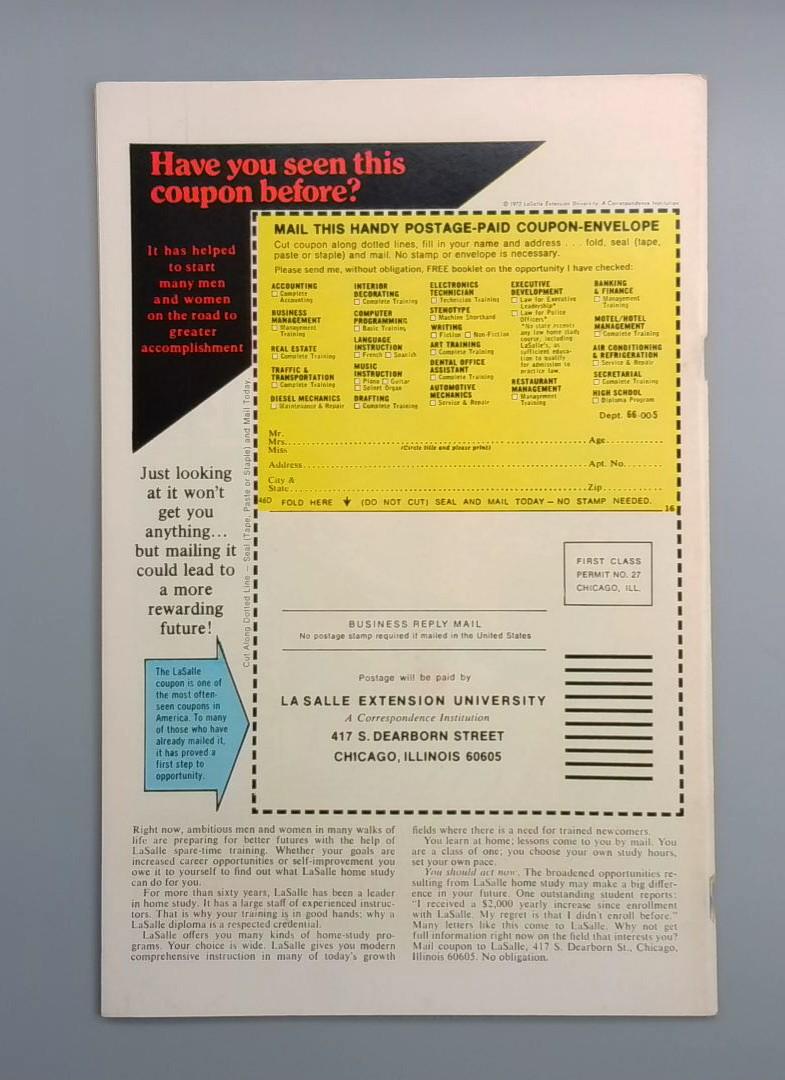 Have you seen this
coupon before?
© 1972 LaSalle Extension University. A Correspondence Institution
It has helped
to start
many men
and women
on the road to
greater
accomplishment
MAIL THIS HANDY POSTAGE-PAID COUPON-ENVELOPE
Cut coupon along dotted lines, fill in your name and address . . . fold, seal (tape,
paste or staple) and mail. No stamp or envelope is necessary.
Please send me, without obligation, FREE booklet on the opportunity I have checked:
ACCOUNTING
Complete
Accounting
BUSINESS
MANAGEMENT
Management
Training
REAL ESTATE
Complete Training
TRAFFIC &
TRANSPORTATION
Complete Training
DIESEL MECHANICS
Maintenance & Repair
INTERIOR
DECORATING
Complete Training
COMPUTER
PROGRAMMING
Basic Training
LANGUAGE
INSTRUCTION
French Spanish
MUSIC
INSTRUCTION
Piano Guitar
Spinet Organ
DRAFTING
Complete Training
ELECTRONICS
TECHNICIAN
Technician Training
STENOTYPE
Machine Shorthand
WRITING
Fiction Non-Fiction
ART TRAINING
Complete Training
DENTAL OFFICE
ASSISTANT
Complete Training
AUTOMOTIVE
MECHANICS
Service & Repair
EXECUTIVE
DEVELOPMENT
Law for Executive
Leadership*
Law for Police
Officers*
*No state accepts
any law home study
course, including
LaSalle's, as
sufficient educa-
tion to qualify
for admission to
practice law.
RESTAURANT
MANAGEMENT
Management
Training
BANKING
& FINANCE
Management
Training
MOTEL/HOTEL
MANAGEMENT
Complete Training
AIR CONDITIONING
& REFRIGERATION
Service & Repair
SECRETARIAL
Complete Training
HIGH SCHOOL
Diploma Program
Dept. 66-005
Mr.
Mrs. Age
Miss (Circle title and please print)
Address Apt. No.
City &
State Zip
46D FOLD HERE (DO NOT CUT) SEAL AND MAIL TODAY — NO STAMP NEEDED. 16
Cut Along Dotted Line — Seal (Tape, Paste or Staple) and Mail Today.
Just looking
at it won't
get you
anything...
but mailing it
could lead to
a more
rewarding
future!
The LaSalle
coupon is one of
the most often-
seen coupons in
America. To many
of those who have
already mailed it,
it has proved a
first step to
opportunity.
FIRST CLASS
PERMIT NO. 27
CHICAGO, ILL.
BUSINESS REPLY MAIL
No postage stamp required if mailed in the United States
Postage will be paid by
LA SALLE EXTENSION UNIVERSITY
A Correspondence Institution
417 S. DEARBORN STREET
CHICAGO, ILLINOIS 60605
Right now, ambitious men and women in many walks of
life are preparing for better futures with the help of
LaSalle spare-time training. Whether your goals are
increased career opportunities or self-improvement you
owe it to yourself to find out what LaSalle home study
can do for you.
For more than sixty years, LaSalle has been a leader
in home study. It has a large staff of experienced instruc-
tors. That is why your training is in good hands; why a
LaSalle diploma is a respected credential.
LaSalle offers you many kinds of home-study pro-
grams. Your choice is wide. LaSalle gives you modern
comprehensive instruction in many of today's growth
fields where there is a need for trained newcomers.
You learn at home; lessons come to you by mail. You
are a class of one; you choose your own study hours,
set your own pace.
You should act now. The broadened opportunities re-
sulting from LaSalle home study may make a big differ-
ence in your future. One outstanding student reports:
"I received a $2,000 yearly increase since enrollment
with LaSalle. My regret is that I didn't enroll before."
Many letters like this come to LaSalle. Why not get
full information right now on the field that interests you?
Mail coupon to LaSalle, 417 S. Dearborn St., Chicago,
Illinois 60605. No obligation.